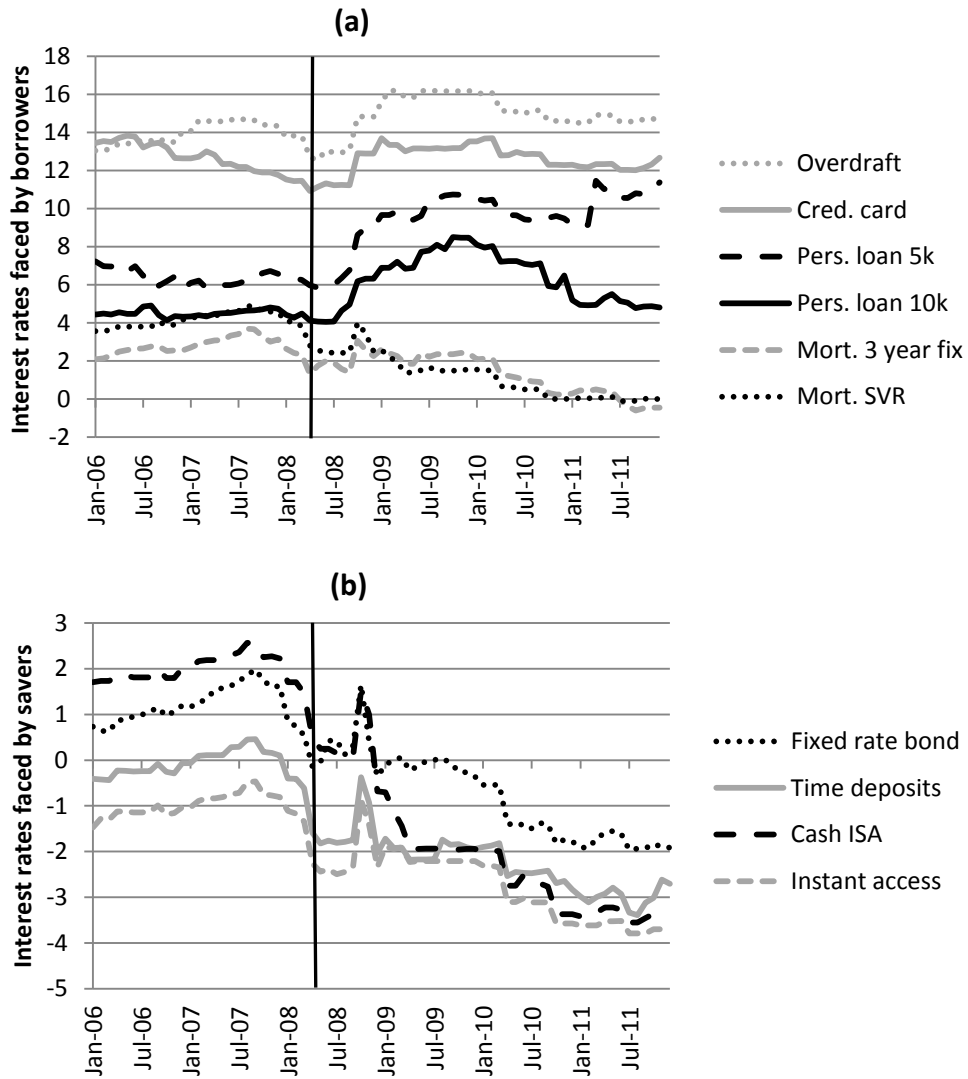 (a)
Interest rates faced by borrowers
18
16
14
12
10
8
6
4
2
0
-2
Jan-06
Jul-06
Jan-07
Jul-07
Jan-08
Jul-08
Jan-09
Jul-09
Jan-10
Jul-10
Jan-11
Jul-11
Overdraft
Cred. card
Pers. loan 5k
Pers. loan 10k
Mort. 3 year fix
Mort. SVR
(b)
Interest rates faced by savers
3
2
1
0
-1
-2
-3
-4
-5
Jan-06
Jul-06
Jan-07
Jul-07
Jan-08
Jul-08
Jan-09
Jul-09
Jan-10
Jul-10
Jan-11
Jul-11
Fixed rate bond
Time deposits
Cash ISA
Instant access